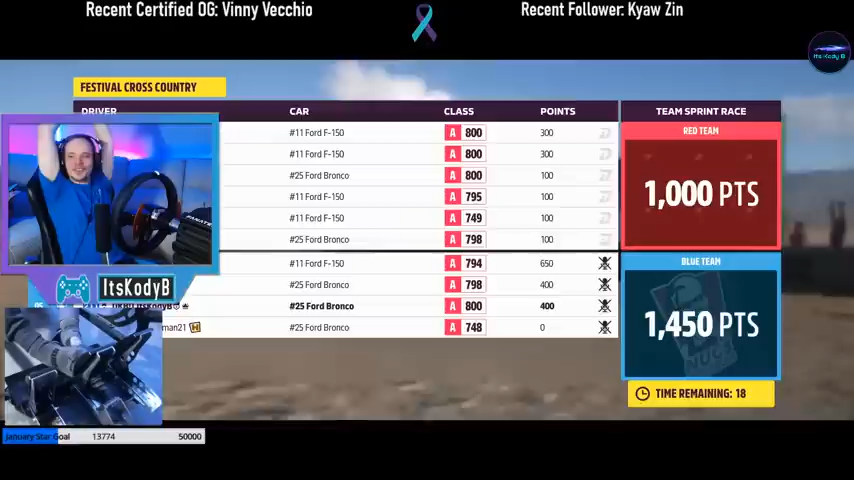 Recent Certified OG: Vinny Vecchio
Recent Follower: Kyaw Zin
ItsKody B
FESTIVAL CROSS COUNTRY
DRIVER CAR CLASS POINTS
#11 Ford F-150 A 800 300
#11 Ford F-150 A 800 300
#25 Ford Bronco A 800 100
#11 Ford F-150 A 795 100
#11 Ford F-150 A 749 100
#25 Ford Bronco A 798 100
#11 Ford F-150 A 794 650
#25 Ford Bronco A 798 400
ItsKodyB #25 Ford Bronco A 800 400
man21 #25 Ford Bronco A 748 0
TEAM SPRINT RACE
RED TEAM
1,000 PTS
BLUE TEAM
1,450 PTS
TIME REMAINING: 18
FANATEC
ItsKodyB
January Star Goal 13774 50000